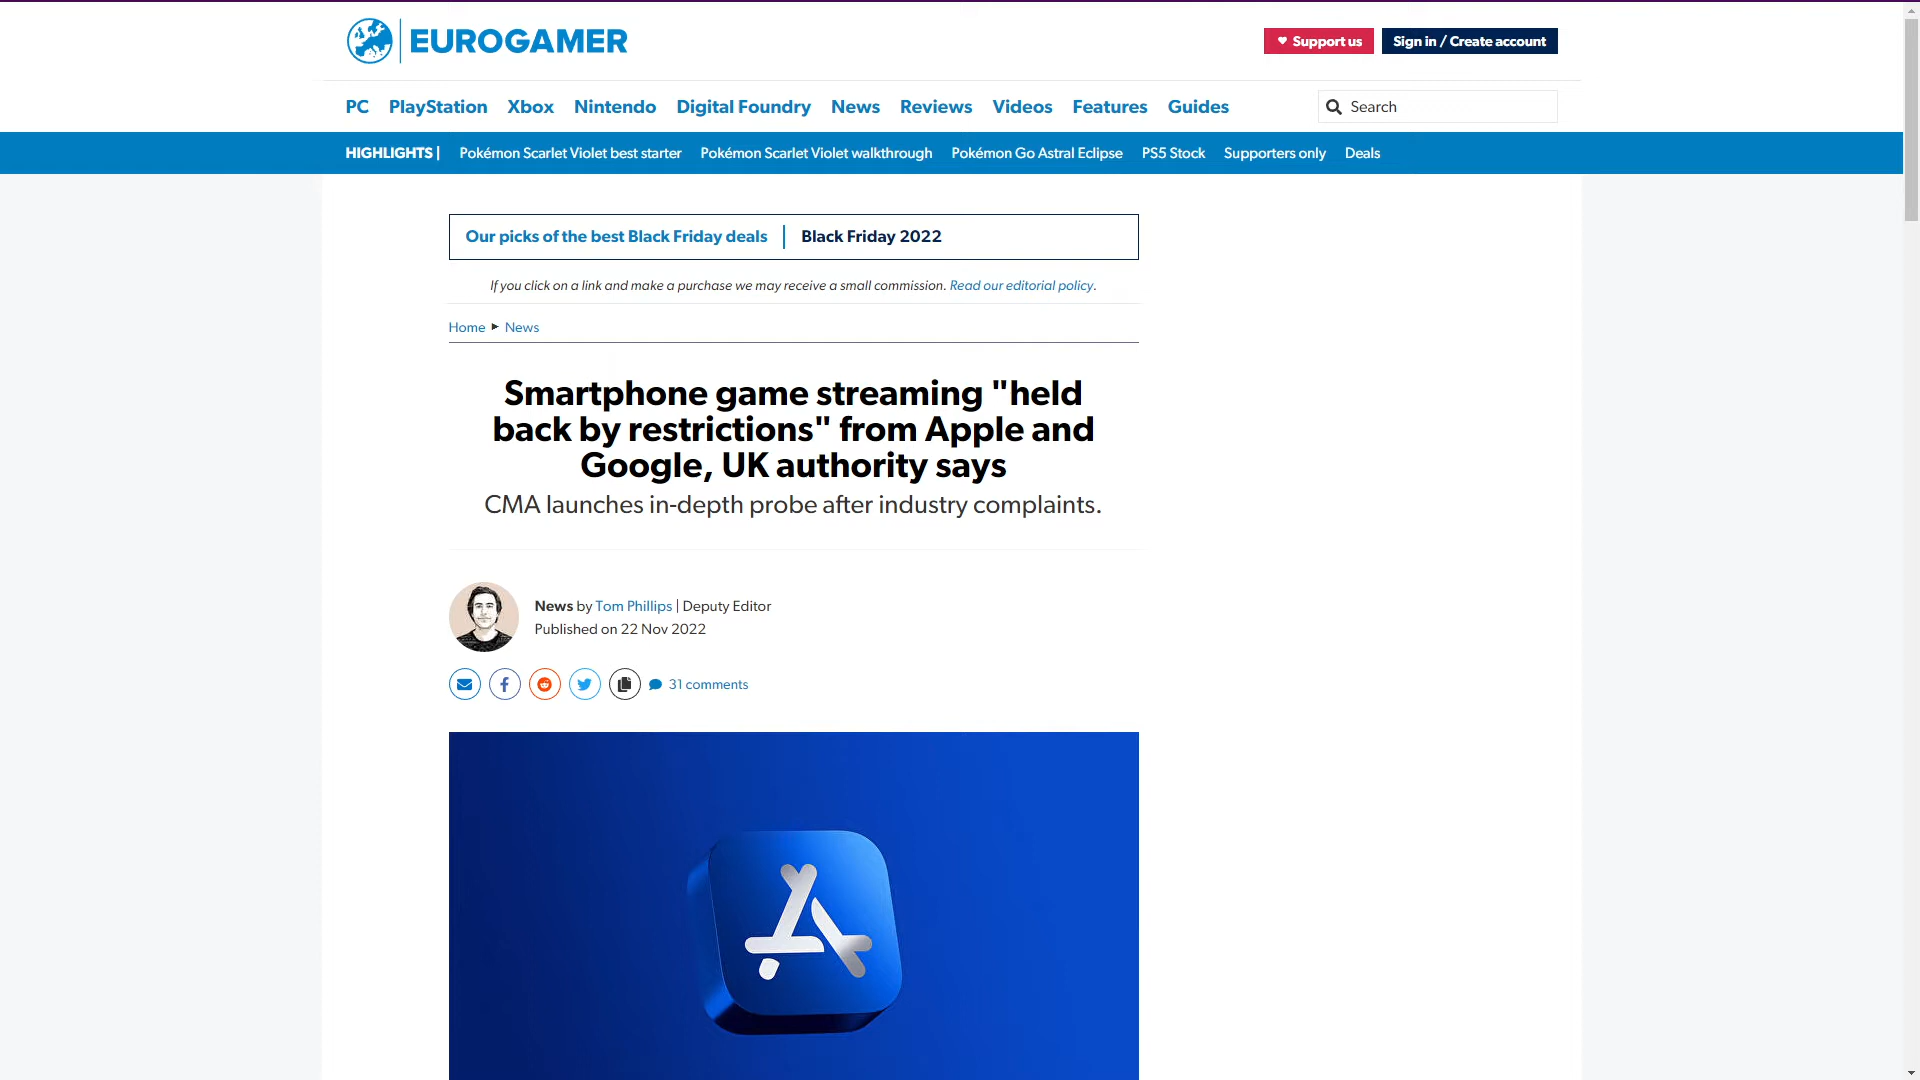 EUROGAMER
Support us
Sign in / Create account
PC PlayStation Xbox Nintendo Digital Foundry News Reviews Videos Features Guides
Search
HIGHLIGHTS | Pokémon Scarlet Violet best starter Pokémon Scarlet Violet walkthrough Pokémon Go Astral Eclipse PS5 Stock Supporters only Deals
Our picks of the best Black Friday deals | Black Friday 2022
If you click on a link and make a purchase we may receive a small commission. Read our editorial policy.
Home ► News
Smartphone game streaming "held
back by restrictions" from Apple and
Google, UK authority says
CMA launches in-depth probe after industry complaints.
News by Tom Phillips | Deputy Editor
Published on 22 Nov 2022
31 comments